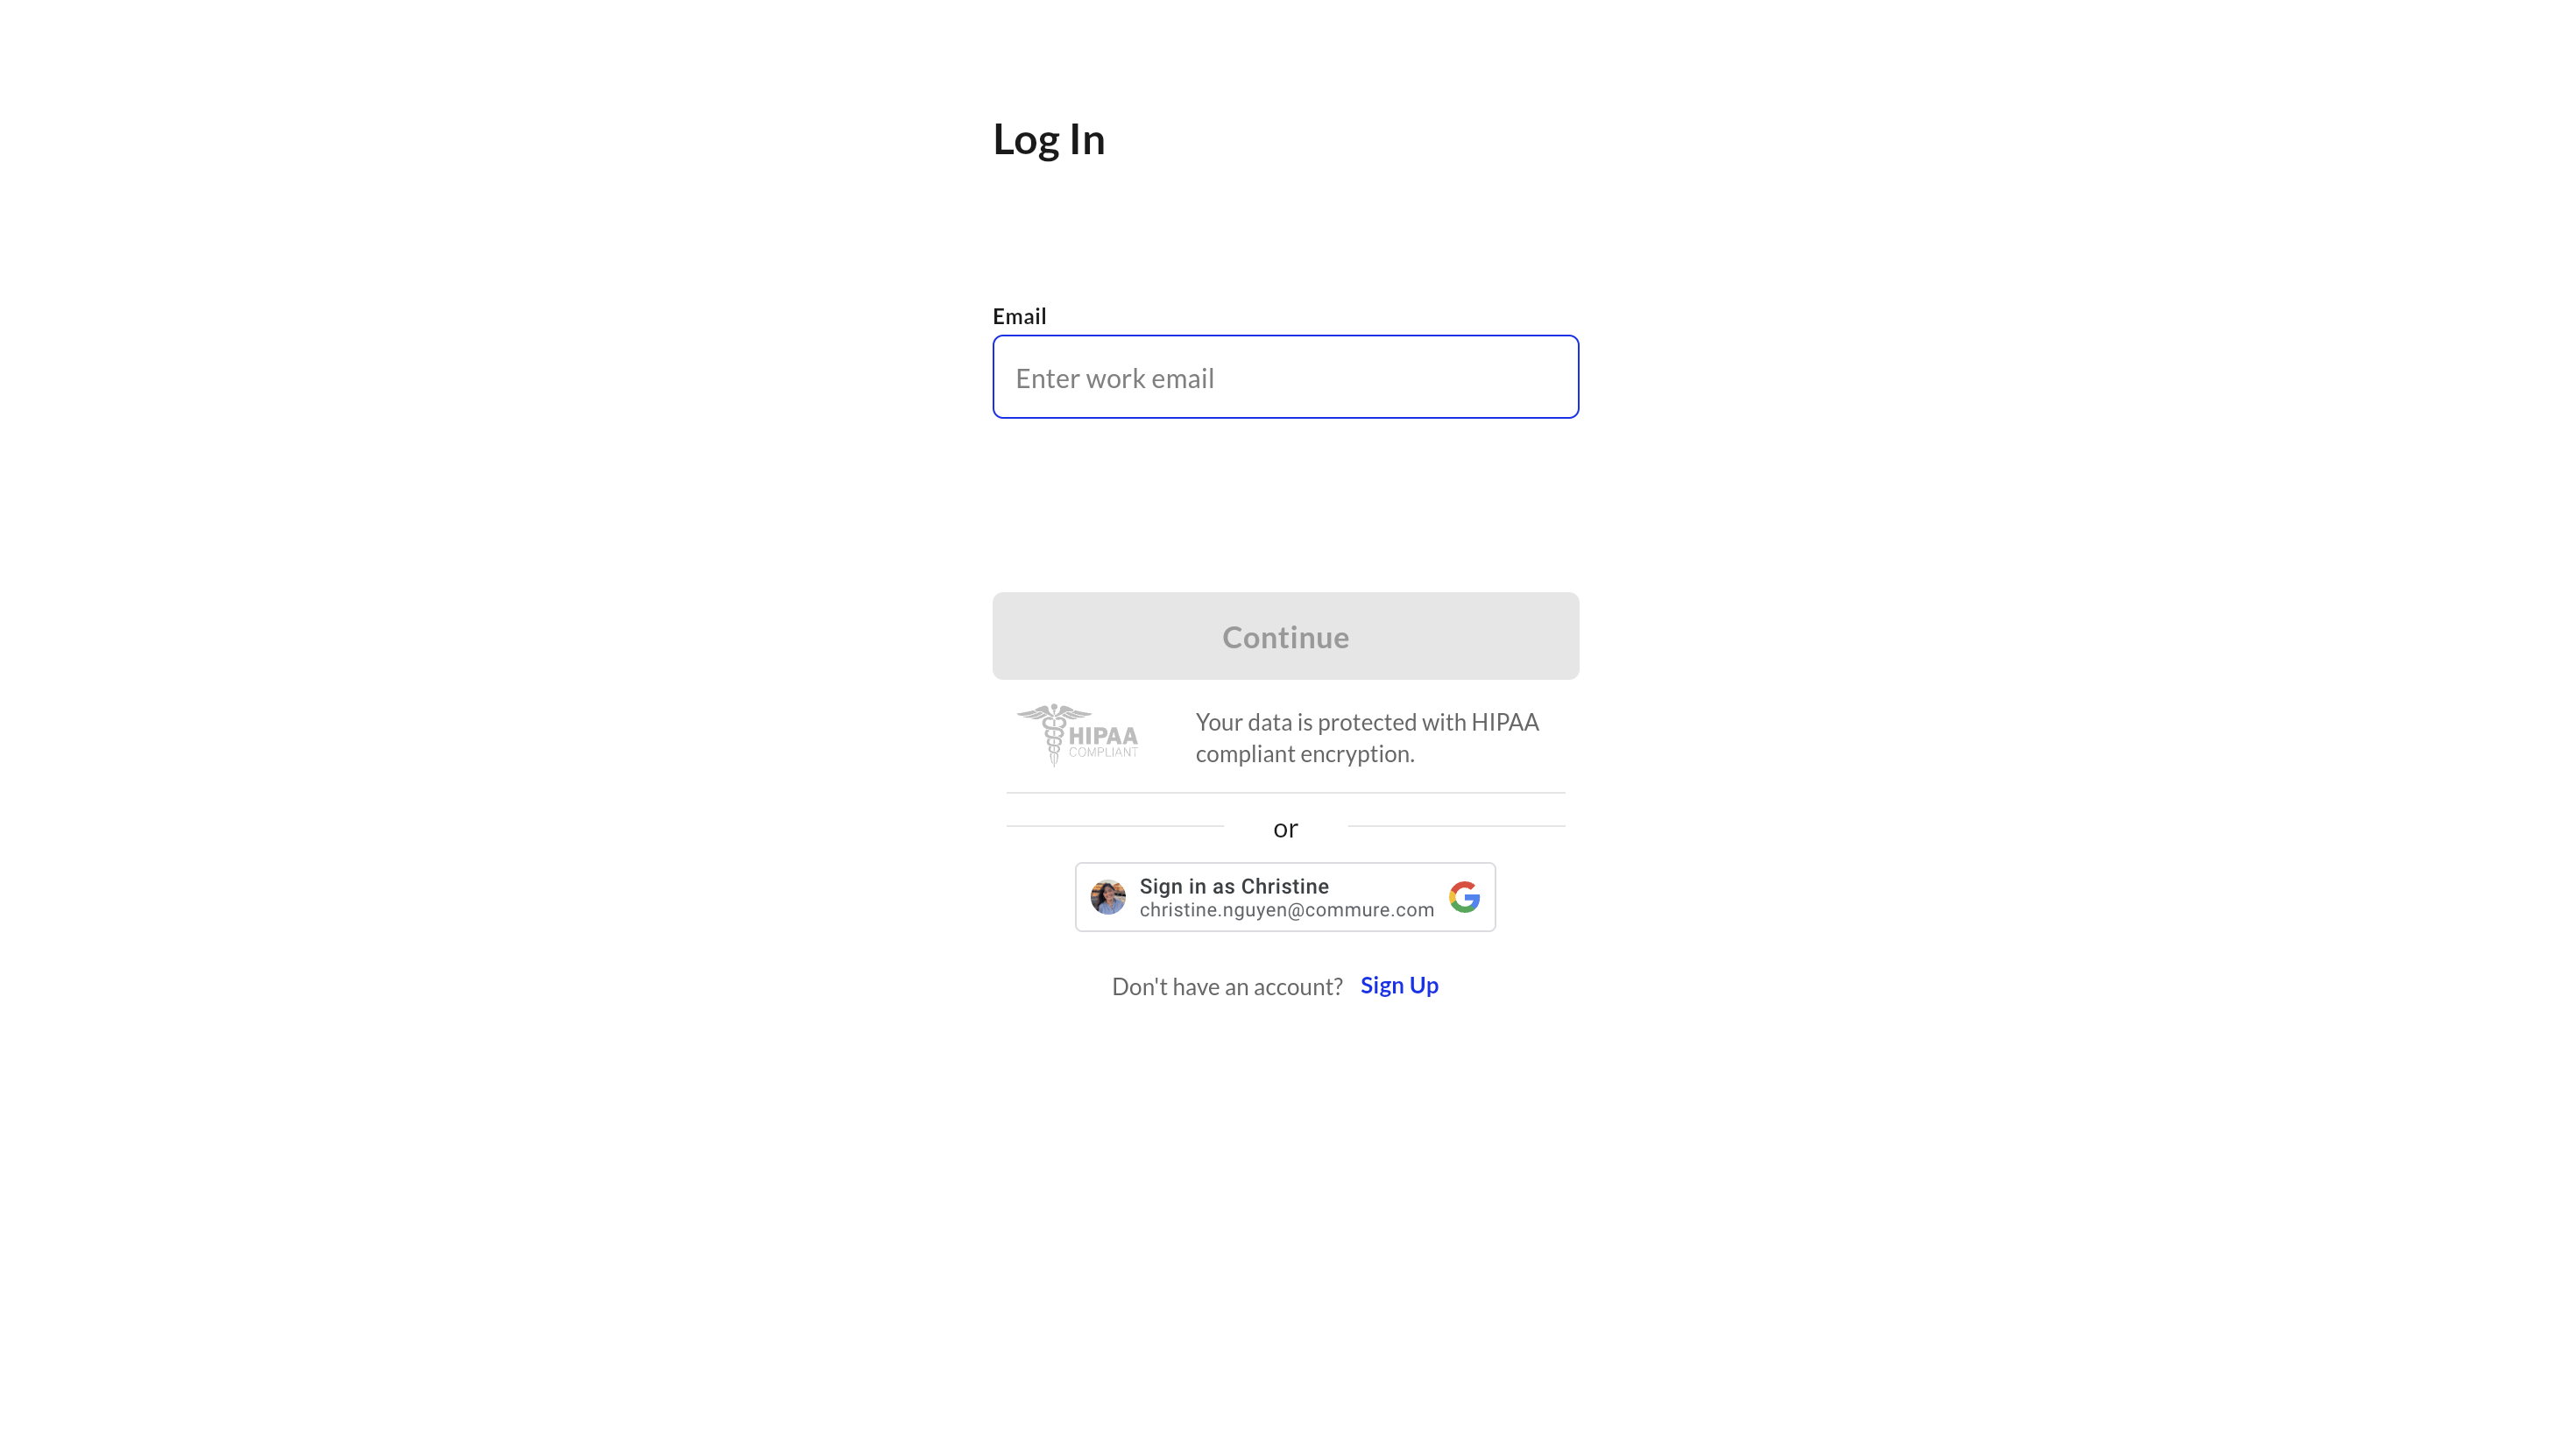 Log In
Email
Enter work email
Continue
HIPAA
COMPLIANT
Your data is protected with HIPAA
compliant encryption.
or
Sign in as Christine
christine.nguyen@commure.com
Don't have an account? Sign Up